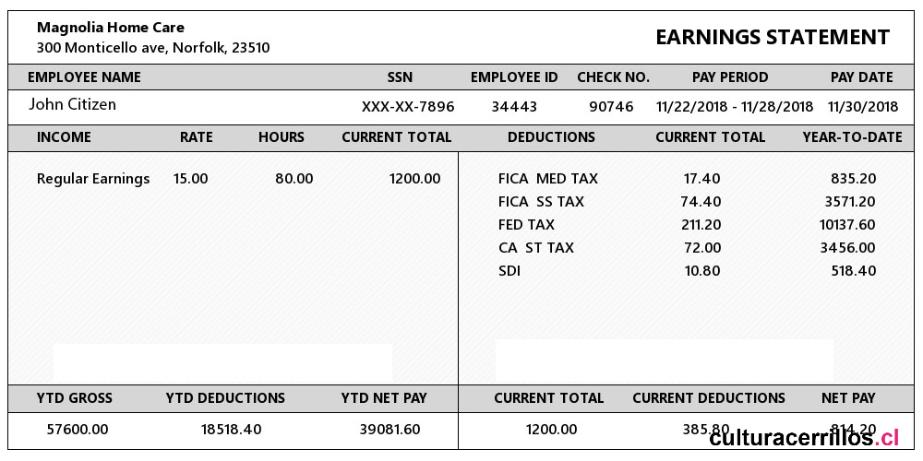 Magnolia Home Care
300 Monticello ave, Norfolk, 23510
EARNINGS STATEMENT
EMPLOYEE NAME SSN EMPLOYEE ID CHECK NO. PAY PERIOD PAY DATE
John Citizen XXX-XX-7896 34443 90746 11/22/2018 - 11/28/2018 11/30/2018
INCOME RATE HOURS CURRENT TOTAL DEDUCTIONS CURRENT TOTAL YEAR-TO-DATE
Regular Earnings 15.00 80.00 1200.00 FICA MED TAX 17.40 835.20
FICA SS TAX 74.40 3571.20
FED TAX 211.20 10137.60
CA ST TAX 72.00 3456.00
SDI 10.80 518.40
YTD GROSS YTD DEDUCTIONS YTD NET PAY CURRENT TOTAL CURRENT DEDUCTIONS NET PAY
57600.00 18518.40 39081.60 1200.00 385.80 814.20
culturacerrillos.cl